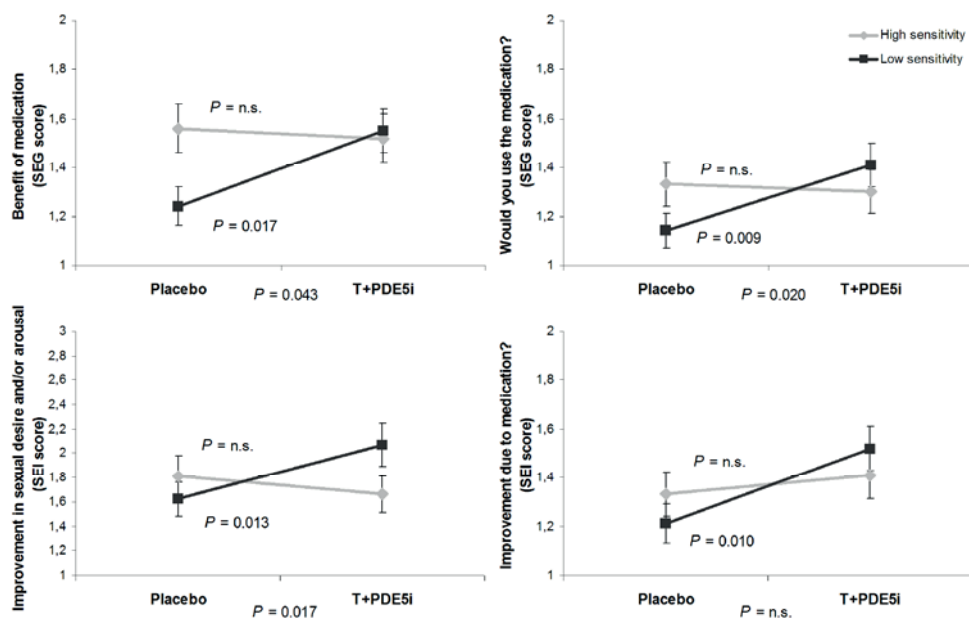 Benefit of medication
(SEG score)
2
1,8
1,6
1,4
1,2
1
P = n.s.
P = 0.017
Placebo
T+PDE5i
P = 0.043
Would you use the medication?
(SEG score)
2
1,8
1,6
1,4
1,2
1
High sensitivity
Low sensitivity
P = n.s.
P = 0.009
Placebo
T+PDE5i
P = 0.020
Improvement in sexual desire and/or arousal
(SEI score)
3
2,8
2,6
2,4
2,2
2
1,8
1,6
1,4
1,2
1
P = n.s.
P = 0.013
Placebo
T+PDE5i
P = 0.017
Improvement due to medication?
(SEI score)
2
1,8
1,6
1,4
1,2
1
P = n.s.
P = 0.010
Placebo
T+PDE5i
P = n.s.